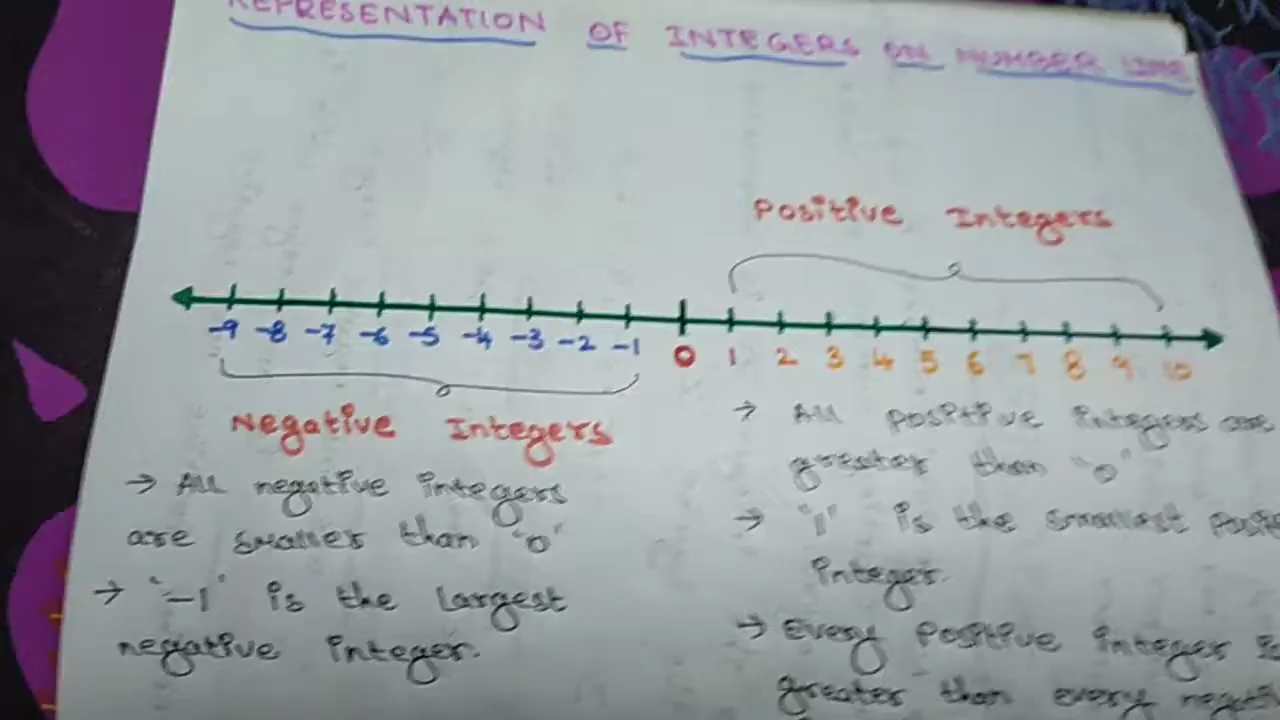 REPRESENTATION OF INTEGERS ON NUMBER LINE
Positive Integers
-9 -8 -7 -6 -5 -4 -3 -2 -1 0 1 2 3 4 5 6 7 8 9 10
Negative Integers
→ All negative integers
are smaller than "0"
→ "-1" is the largest
negative integer.
→ All positive integers are
greater than "0"
→ "1" is the smallest
integer.
→ Every positive integer
greater than every